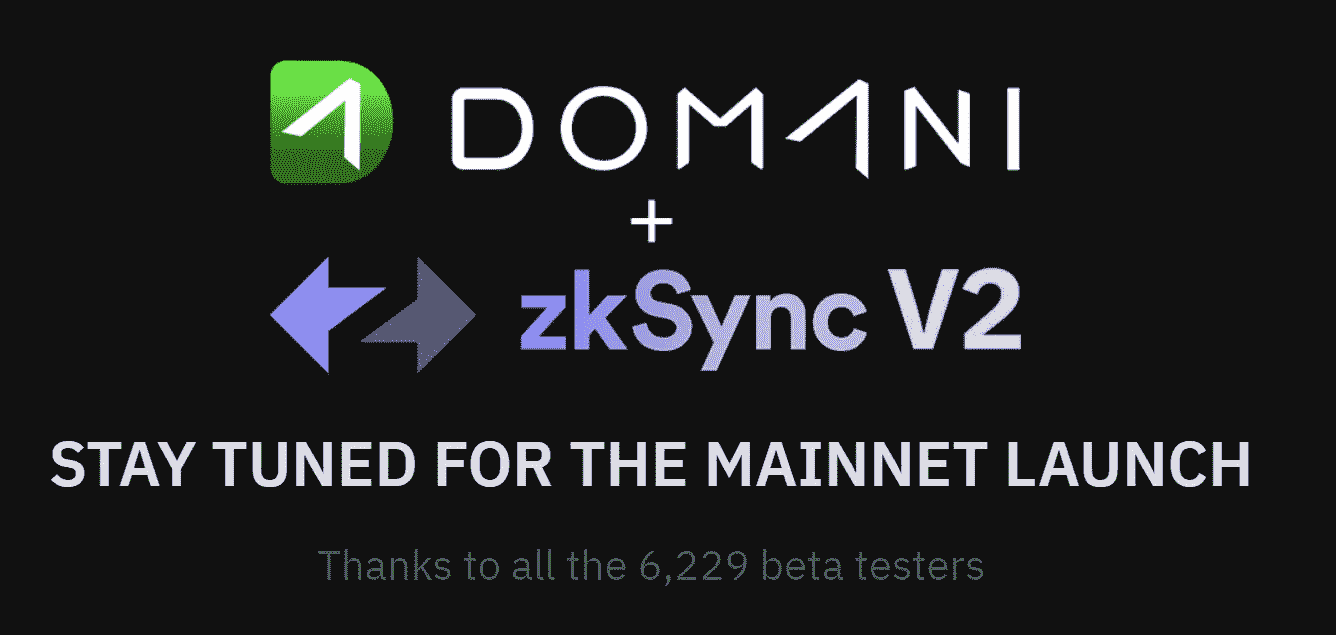 DOMANI
+
zkSync V2
STAY TUNED FOR THE MAINNET LAUNCH
Thanks to all the 6,229 beta testers